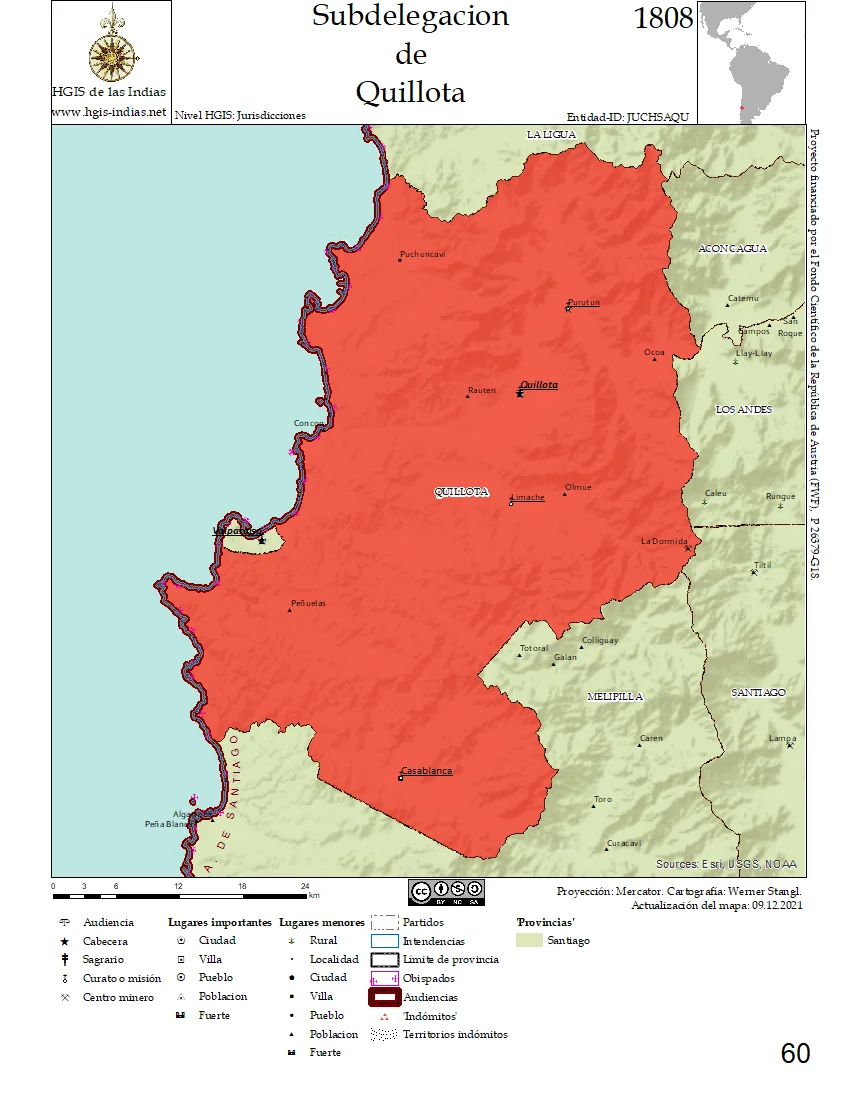 Subdelegacion
de
Quillota
1808
HGIS de las Indias
www.hgis-indias.net
Nivel HGIS: Jurisdicciones
Entidad-ID: JUCHSAQU
LA LIGUA
Puchuncavi
ACONCAGUA
Purutun
Catemu
Campos
San
Roque
Ocoa
Llay-Llay
Quillota
Rauten
LOS ANDES
Concon
QUILLOTA
Limache
Olmue
Caleu
Rungue
Valparaiso
La Dormida
Tiltil
Peñuelas
Colliguay
Totoral
Galan
MELIPILLA
SANTIAGO
Caren
Lampa
Casablanca
A. DE SANTIAGO
Toro
Peña Blanca
Curacavi
Sources: Esri, USGS, NOAA
Proyecto financiado por el Fondo Científico de la República de Austria (FWF), P 26379-G18.
0 3 6 12 18 24
km
cc
BY NC SA
Proyección: Mercator. Cartografía: Werner Stangl.
Actualización del mapa: 09.12.2021
Audiencia
Cabecera
Sagrario
Curato o misión
Centro minero
Lugares importantes
Ciudad
Villa
Pueblo
Poblacion
Fuerte
Lugares menores
Rural
Localidad
Ciudad
Villa
Pueblo
Poblacion
Fuerte
Partidos
Intendencias
Límite de provincia
Obispados
Audiencias
'Indómitos'
Territorios indómitos
'Provincias'
Santiago
60